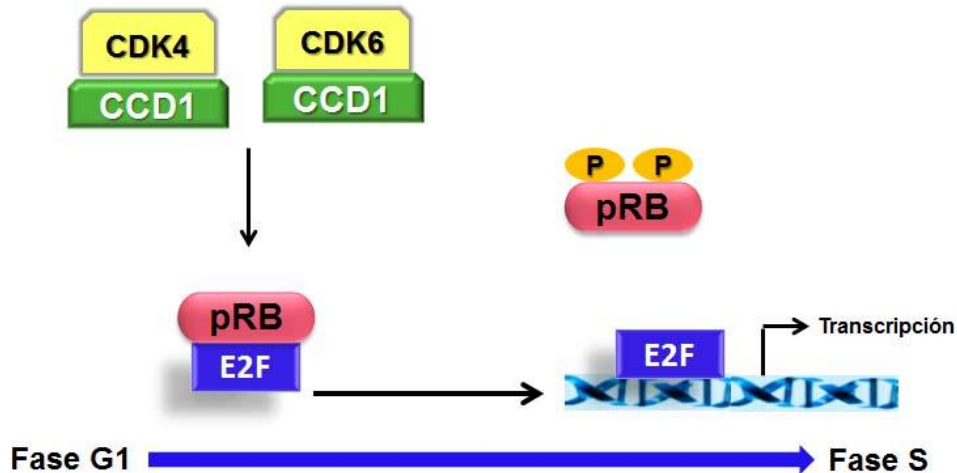 CDK4
CCD1
CDK6
CCD1
P
P
pRB
pRB
E2F
E2F
Transcripción
Fase G1
Fase S